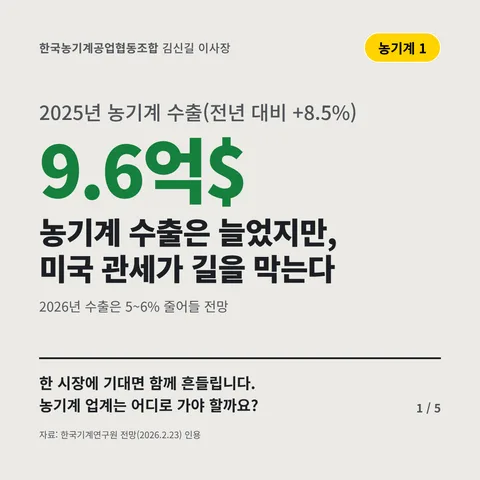 한국농기계공업협동조합 김신길 이사장
농기계 1
2025년 농기계 수출(전년 대비 +8.5%)
9.6억$
농기계 수출은 늘었지만,
미국 관세가 길을 막는다
2026년 수출은 5~6% 줄어들 전망
한 시장에 기대면 함께 흔들립니다.
농기계 업계는 어디로 가야 할까요?
1 / 5
자료: 한국기계연구원 전망(2026.2.23) 인용